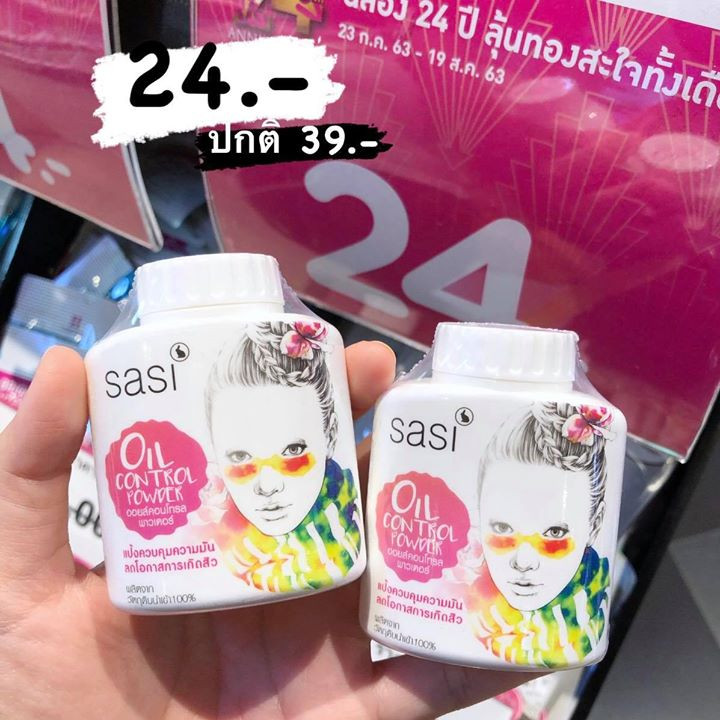 ฉลอง 24 ปี ลุ้นทองสะใจทั้งเดือ
23 ก.ค. 63 - 19 ส.ค. 63
24.-
ปกติ 39.-
24
sasi
OIL
CONTROL
POWDER
ออยล์คอนโทรล
พาวเดอร์
แป้งควบคุมความมัน
ลดโอกาสการเกิดสิว
ผลิตจาก
วัตถุดิบนำเข้า100%
sasi
OIL
CONTROL
POWDER
ออยล์คอนโทรล
พาวเดอร์
แป้งควบคุมความมัน
ลดโอกาสการเกิดสิว
ผลิตจาก
วัตถุดิบนำเข้า100%